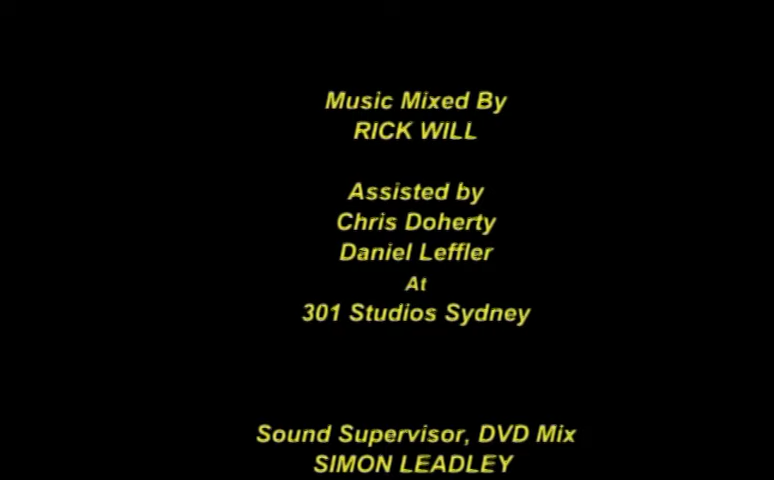 Music Mixed By
RICK WILL
Assisted by
Chris Doherty
Daniel Leffler
At
301 Studios Sydney
Sound Supervisor, DVD Mix
SIMON LEADLEY